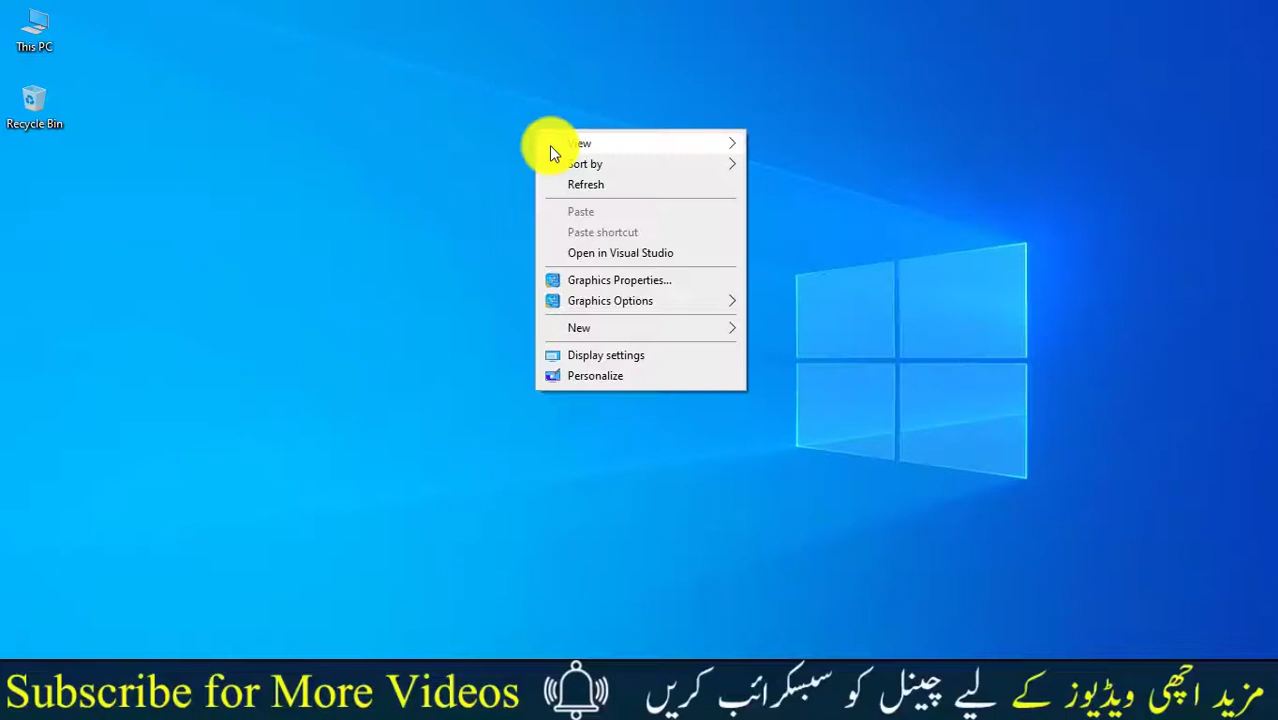 This PC
Recycle Bin
View
Sort by
Refresh
Paste
Paste shortcut
Open in Visual Studio
Graphics Properties...
Graphics Options
New
Display settings
Personalize
Subscribe for More Videos
مزید اچھی ویڈیوز کے لیے چینل کو سبسکرائب کریں